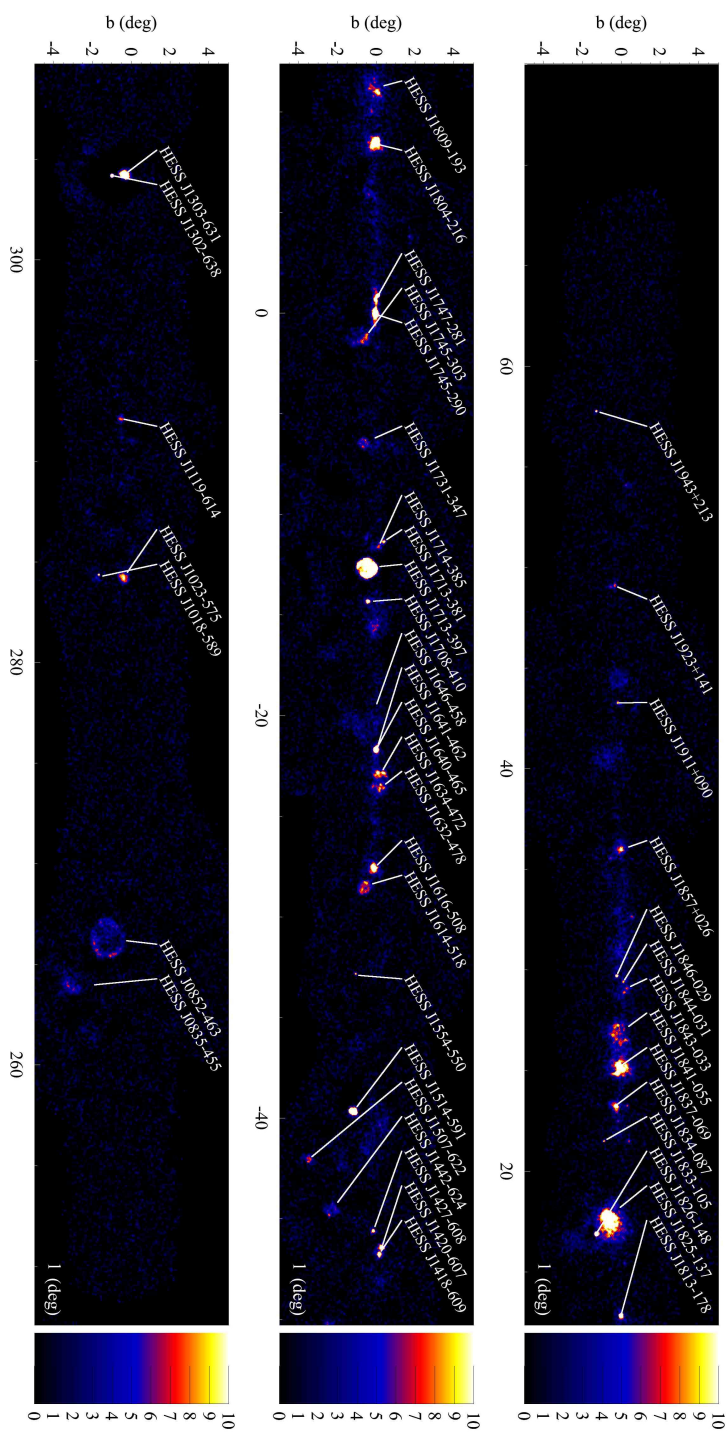 HESS J1943+213
HESS J1923+141
HESS J1911+090
HESS J1857+026
HESS J1846-029
HESS J1844-031
HESS J1843-033
HESS J1841-055
HESS J1837-069
HESS J1834-087
HESS J1833-105
HESS J1826-148
HESS J1825-137
HESS J1813-178
b (deg)
4
2
0
-2
-4
60
40
20
l (deg)
10
9
8
7
6
5
4
3
2
1
0
HESS J1809-193
HESS J1804-216
HESS J1747-281
HESS J1745-303
HESS J1745-290
HESS J1731-347
HESS J1714-385
HESS J1713-381
HESS J1713-397
HESS J1708-410
HESS J1646-458
HESS J1641-462
HESS J1640-465
HESS J1634-472
HESS J1632-478
HESS J1616-508
HESS J1614-518
HESS J1554-550
HESS J1514-591
HESS J1507-622
HESS J1442-624
HESS J1427-608
HESS J1420-607
HESS J1418-609
b (deg)
4
2
0
-2
-4
0
-20
-40
l (deg)
10
9
8
7
6
5
4
3
2
1
0
HESS J1303-631
HESS J1302-638
HESS J1119-614
HESS J1023-575
HESS J1018-589
HESS J0852-463
HESS J0835-455
b (deg)
4
2
0
-2
-4
300
280
260
l (deg)
10
9
8
7
6
5
4
3
2
1
0